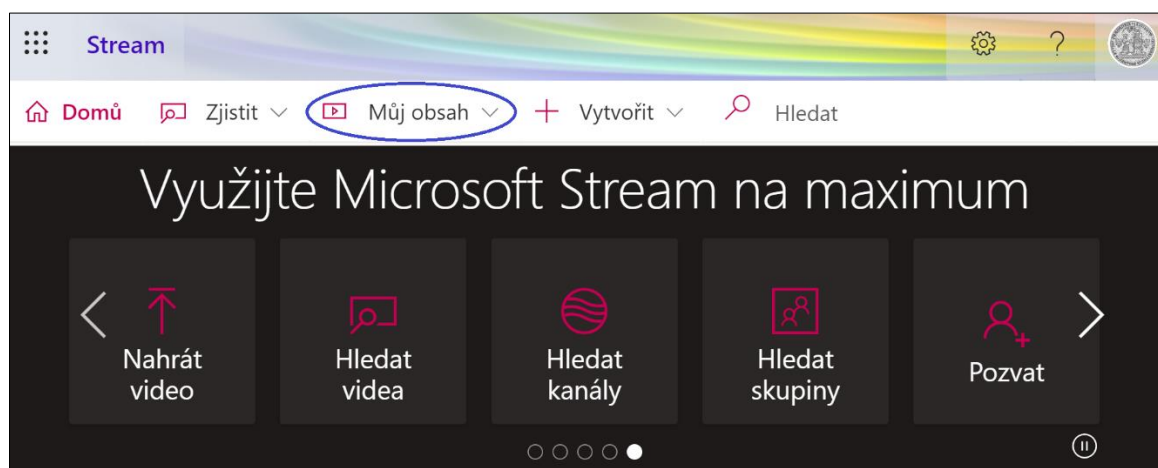 Stream
?
Domů Zjistit Můj obsah Vytvořit Hledat
Využijte Microsoft Stream na maximum
Nahrát
video
Hledat
videa
Hledat
kanály
Hledat
skupiny
Pozvat